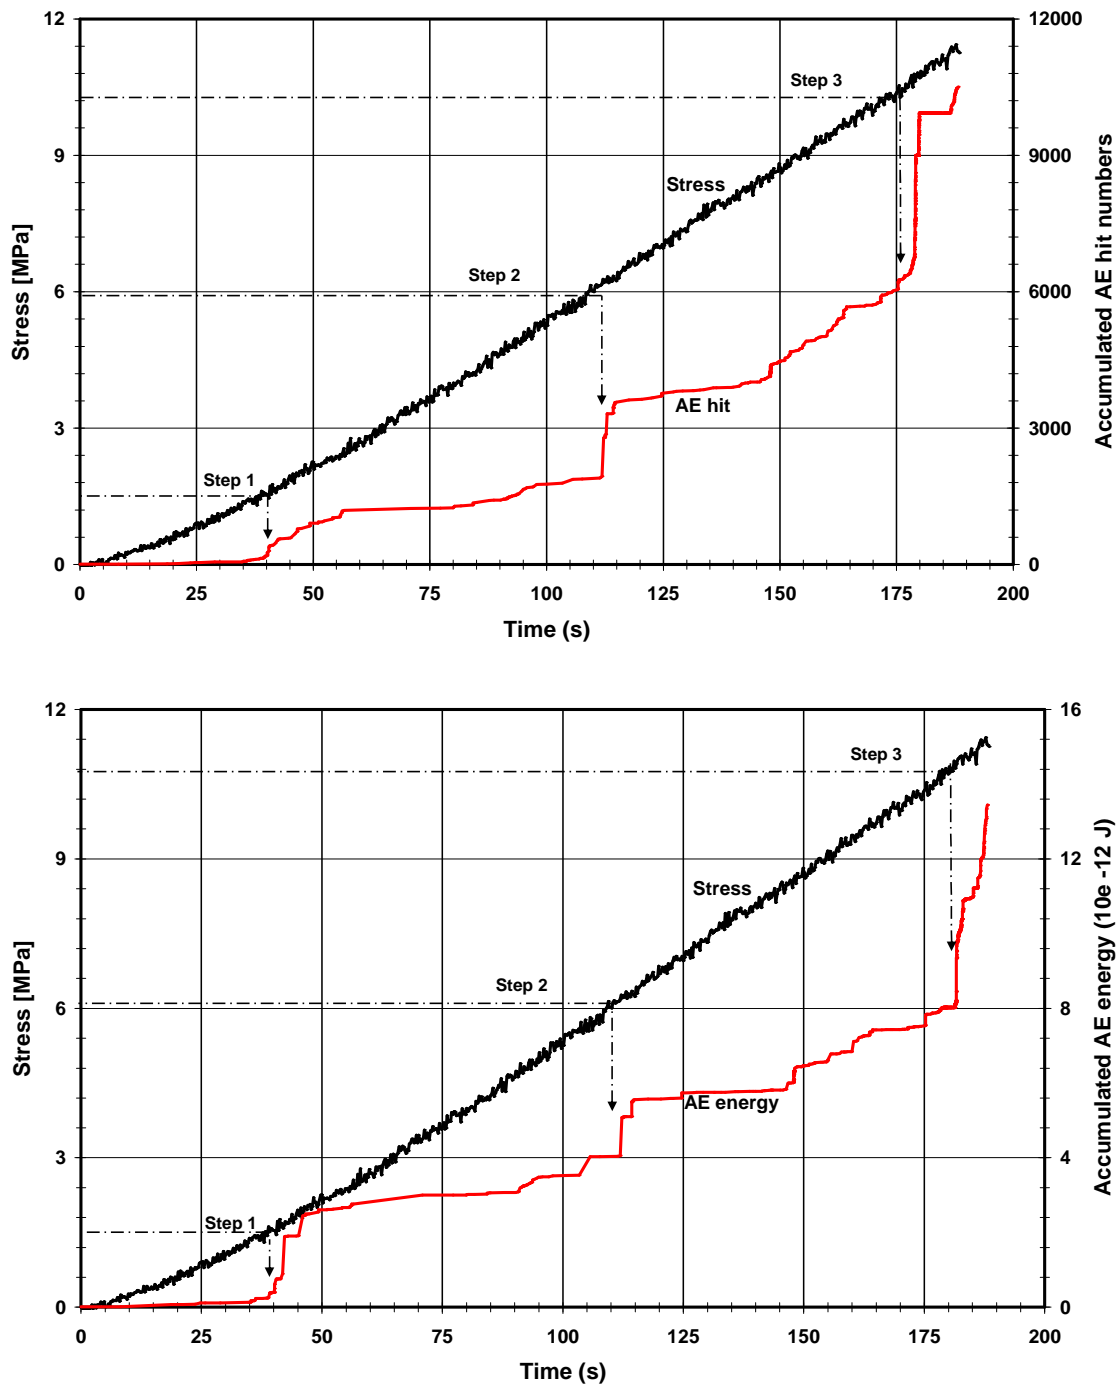 12
12000
Step 3
9
9000
Stress
Stress [MPa]
Accumulated AE hit numbers
Step 2
6
6000
AE hit
3
3000
Step 1
0
0
0 25 50 75 100 125 150 175 200
Time (s)
12
16
Step 3
9
12
Stress
Stress [MPa]
Accumulated AE energy (10e -12 J)
Step 2
6
8
AE energy
3
4
Step 1
0
0
0 25 50 75 100 125 150 175 200
Time (s)